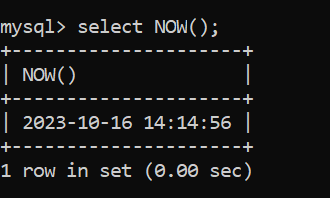 mysql> select NOW();
+---------------------+
| NOW()               |
+---------------------+
| 2023-10-16 14:14:56 |
+---------------------+
1 row in set (0.00 sec)